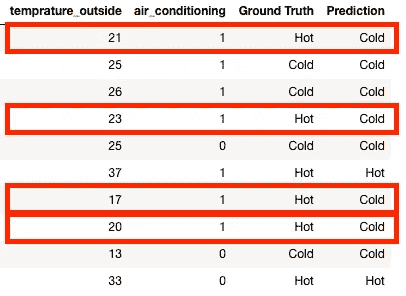 temprature_outside air_conditioning Ground Truth Prediction
21 1 Hot Cold
25 1 Cold Cold
26 1 Cold Cold
23 1 Hot Cold
25 0 Cold Cold
37 1 Hot Hot
17 1 Hot Cold
20 1 Hot Cold
13 0 Cold Cold
33 0 Hot Hot